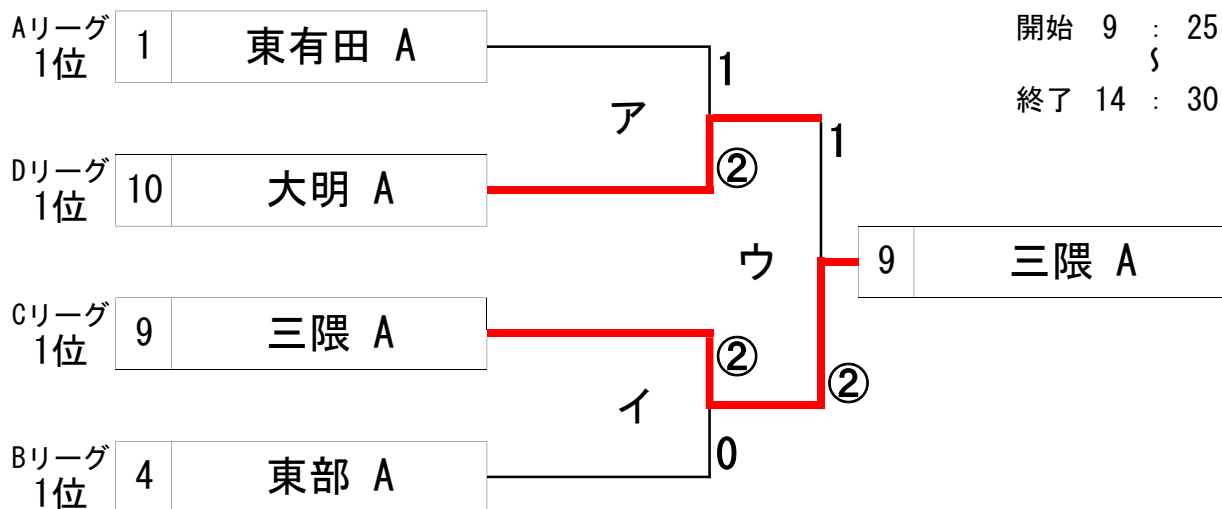 Aリーグ
1位
1
東有田 A
開始 9 : 25
〜
終了 14 : 30
1
ア
1
Dリーグ
1位
10
大明 A
②
ウ
9
三隈 A
Cリーグ
1位
9
三隈 A
②
②
イ
0
Bリーグ
1位
4
東部 A